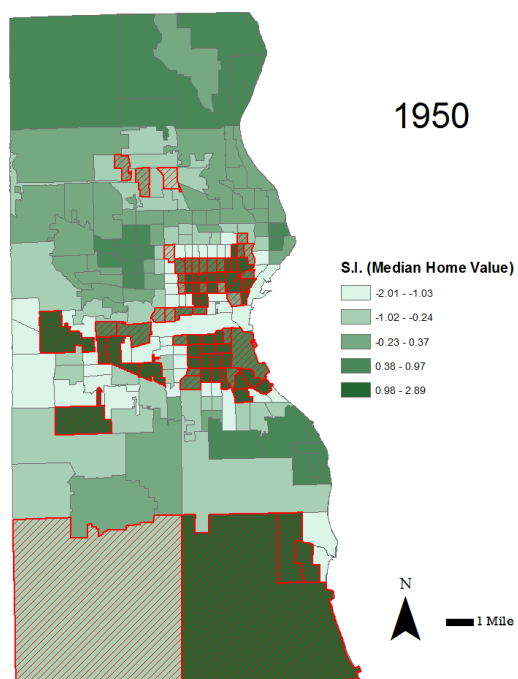 1950
S.I. (Median Home Value)
-2.01 - -1.03
-1.02 - -0.24
-0.23 - 0.37
0.38 - 0.97
0.98 - 2.89
N
1 Mile